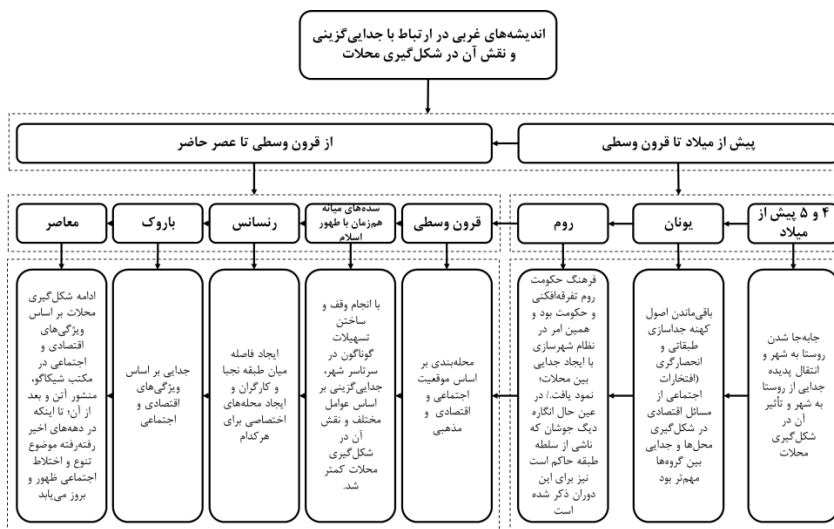 اندیشه‌های غربی در ارتباط با جدایی‌گزینی
و نقش آن در شکل‌گیری محلات
پیش از میلاد تا قرون وسطی
از قرون وسطی تا عصر حاضر
۴ و ۵ پیش از
میلاد
یونان
روم
قرون وسطی
سده‌های میانه
هم‌زمان با ظهور
اسلام
رنسانس
باروک
معاصر
جابه‌جا شدن
روستا به شهر و
انتقال پدیده
جدایی از روستا
به شهر و تأثیر
آن در
شکل‌گیری
محلات
باقی‌ماندن اصول
کهنه جداسازی
طبقاتی و
انحصارگری
(افتخارات
اجتماعی از
مسائل اقتصادی
در شکل‌گیری
محل‌ها و جدایی
بین گروه‌ها
مهم‌تر بود
فرهنگ حکومت
روم تفرقه‌افکنی
و حکومت بود و
همین امر در
نظام شهرسازی
با ایجاد جدایی
بین محلات؛
نمود یافت./ در
عین حال انگاره
دیگ جوشان که
ناشی از سلطه
طبقه حاکم است
نیز برای این
دوران ذکر شده
است
محله‌بندی بر
اساس موقعیت
اجتماعی و
اقتصادی و
مذهبی
با انجام وقف و
ساختن
تسهیلات
گوناگون در
سرتاسر شهر،
جدایی‌گزینی بر
اساس عوامل
مختلف و نقش
آن در
شکل‌گیری
محلات کمتر
شد.
ایجاد فاصله
میان طبقه نجبا
و کارگران و
ایجاد محله‌های
اختصاصی برای
هرکدام
جدایی بر اساس
ویژگی‌های
اقتصادی و
اجتماعی
ادامه شکل‌گیری
محلات بر اساس
ویژگی‌های
اقتصادی و
اجتماعی در
مکتب شیکاگو،
منشور آتن و بعد
از آن؛ تا اینکه
در دهه‌های اخیر
رفته‌رفته موضوع
تنوع و اختلاط
اجتماعی ظهور و
بروز می‌یابد